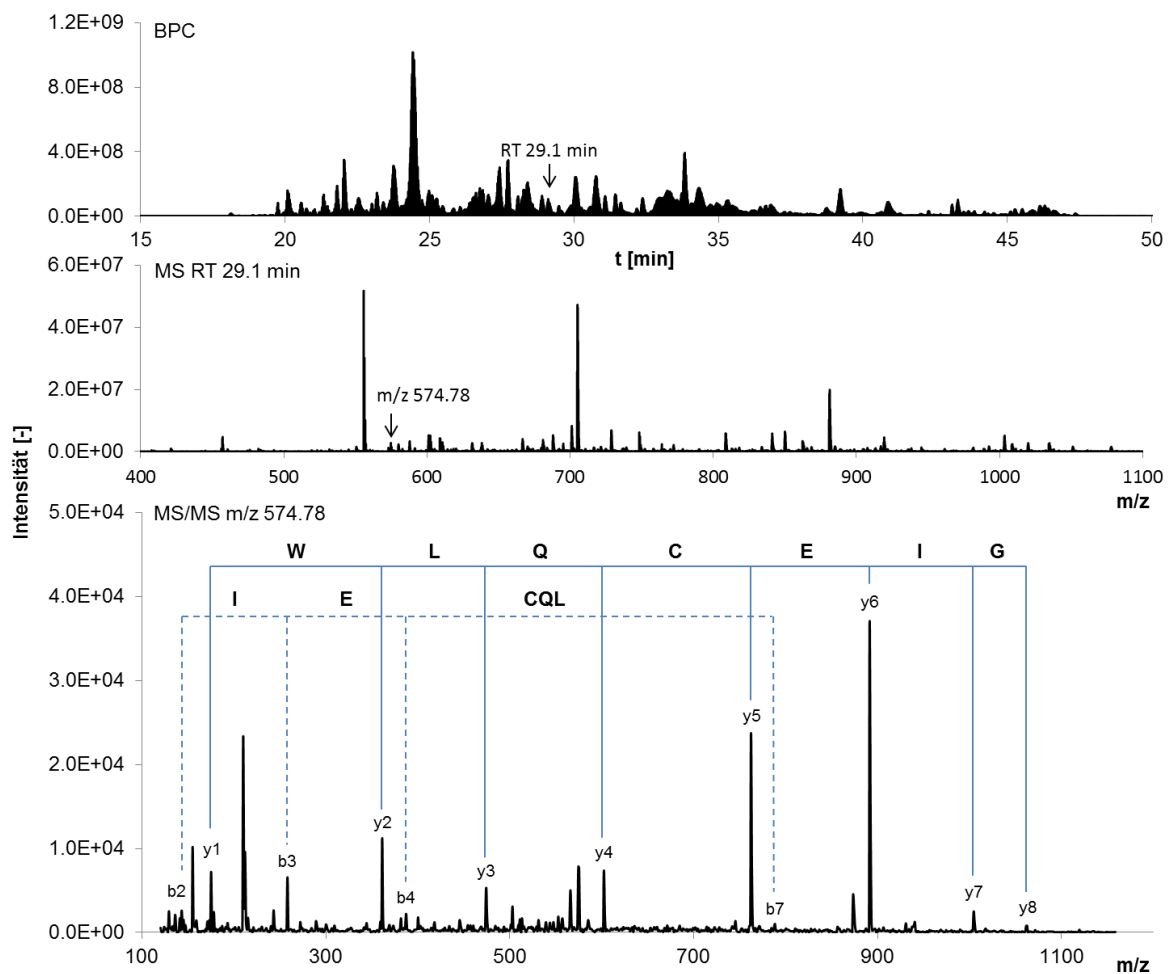 BPC
1.2E+09
8.0E+08
4.0E+08
0.0E+00
RT 29.1 min
15 20 25 30 35 40 45 50
t [min]
MS RT 29.1 min
6.0E+07
4.0E+07
2.0E+07
0.0E+00
m/z 574.78
400 500 600 700 800 900 1000 1100
m/z
Intensität [-]
MS/MS m/z 574.78
5.0E+04
4.0E+04
3.0E+04
2.0E+04
1.0E+04
0.0E+00
W L Q C E I G
I E CQL
y6
y5
y2
y1
b3
y3
y4
b2
b4
b7
y7
y8
100 300 500 700 900 1100
m/z